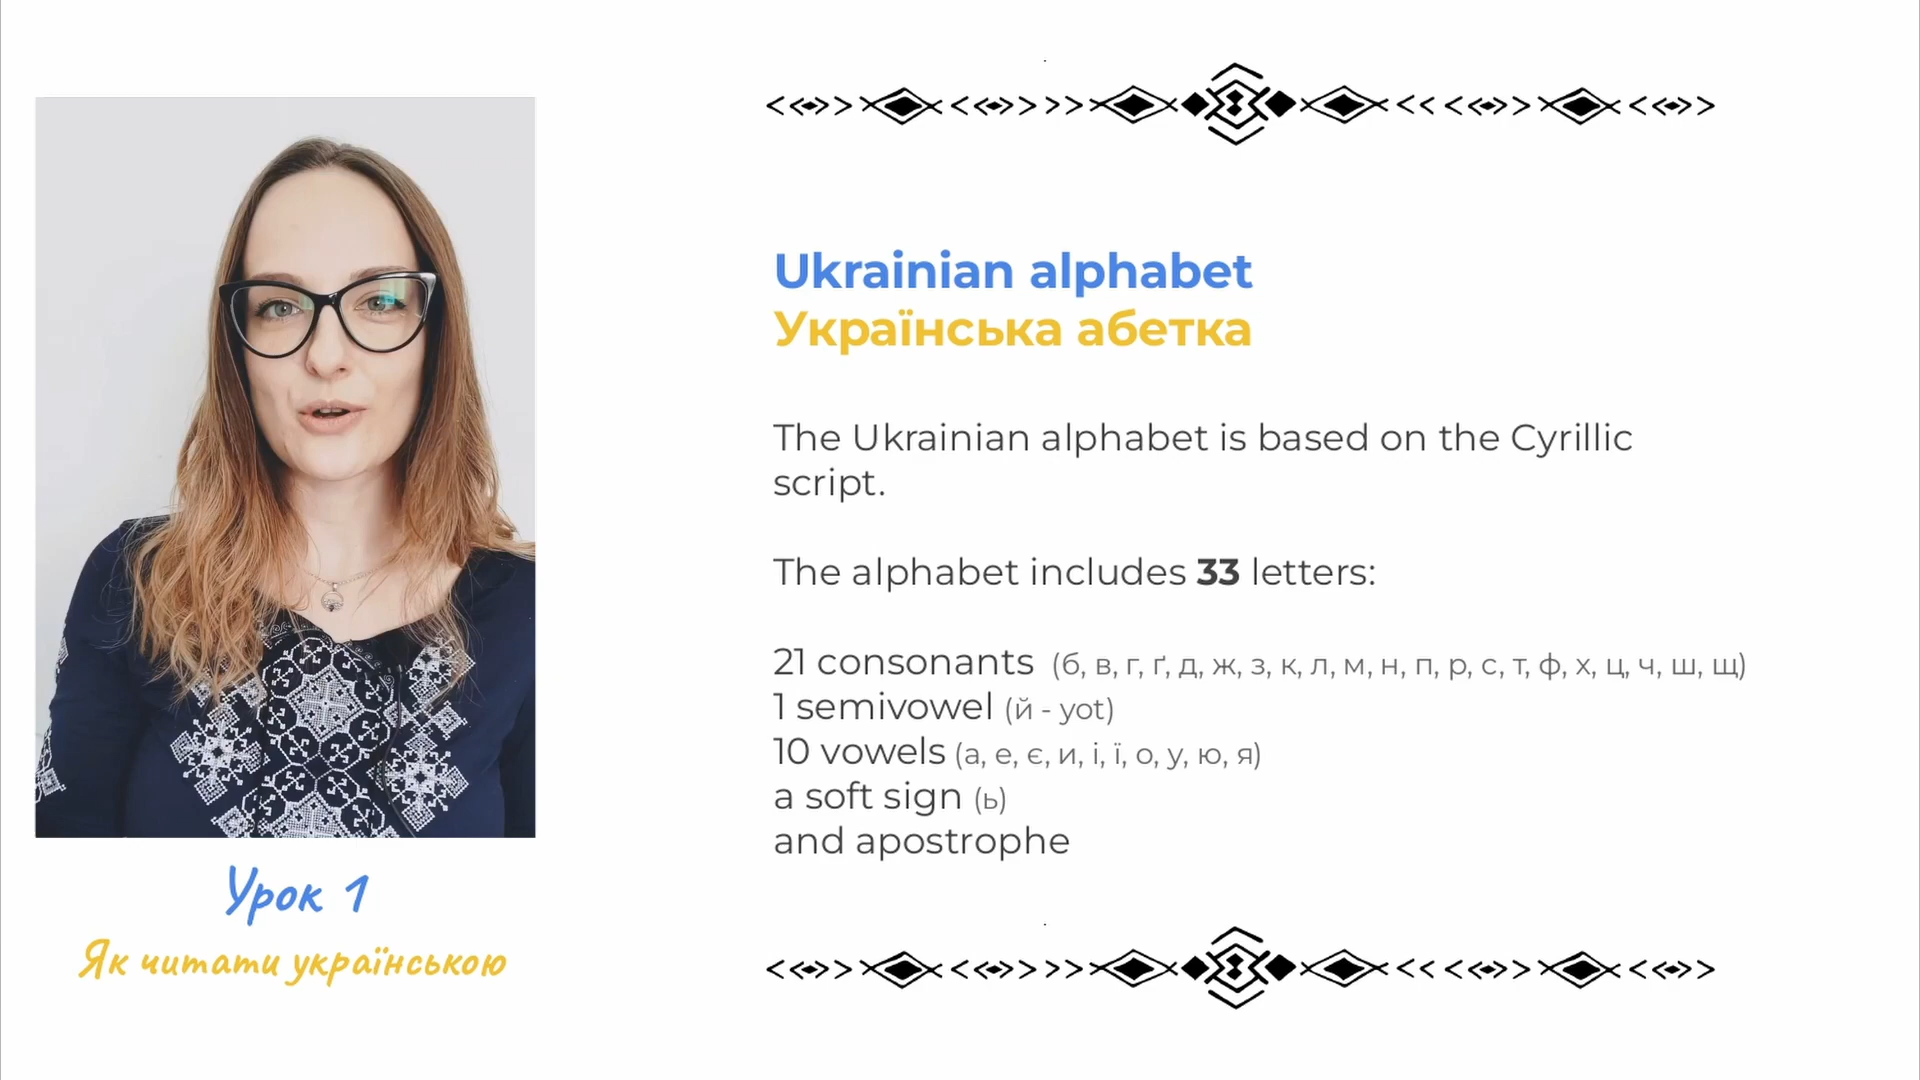 Ukrainian alphabet
Українська абетка
The Ukrainian alphabet is based on the Cyrillic
script.
The alphabet includes 33 letters:
21 consonants (б, в, г, ґ, д, ж, з, к, л, м, н, п, р, с, т, ф, х, ц, ч, ш, щ)
1 semivowel (й - yot)
10 vowels (а, е, є, и, і, ї, о, у, ю, я)
a soft sign (ь)
and apostrophe
Урок 1
Як читати українською